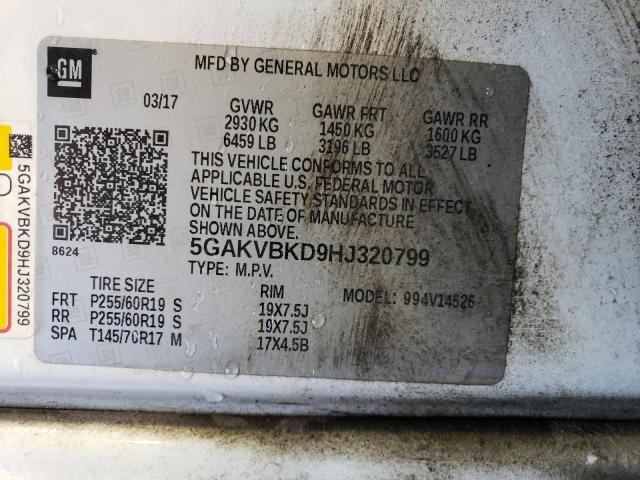 GM
MFD BY GENERAL MOTORS LLC
03/17
GVWR
2930 KG
6459 LB
GAWR FRT
1450 KG
3196 LB
GAWR RR
1600 KG
3527 LB
THIS VEHICLE CONFORMS TO ALL
APPLICABLE U.S. FEDERAL MOTOR
VEHICLE SAFETY STANDARDS IN EFFECT
ON THE DATE OF MANUFACTURE
SHOWN ABOVE.
8624
5GAKVBKD9HJ320799
TYPE: M.P.V.
TIRE SIZE
RIM
MODEL: 994V14526
FRT P255/60R19 S 19X7.5J
RR P255/60R19 S 19X7.5J
SPA T145/70R17 M 17X4.5B
5GAKVBKD9HJ320799